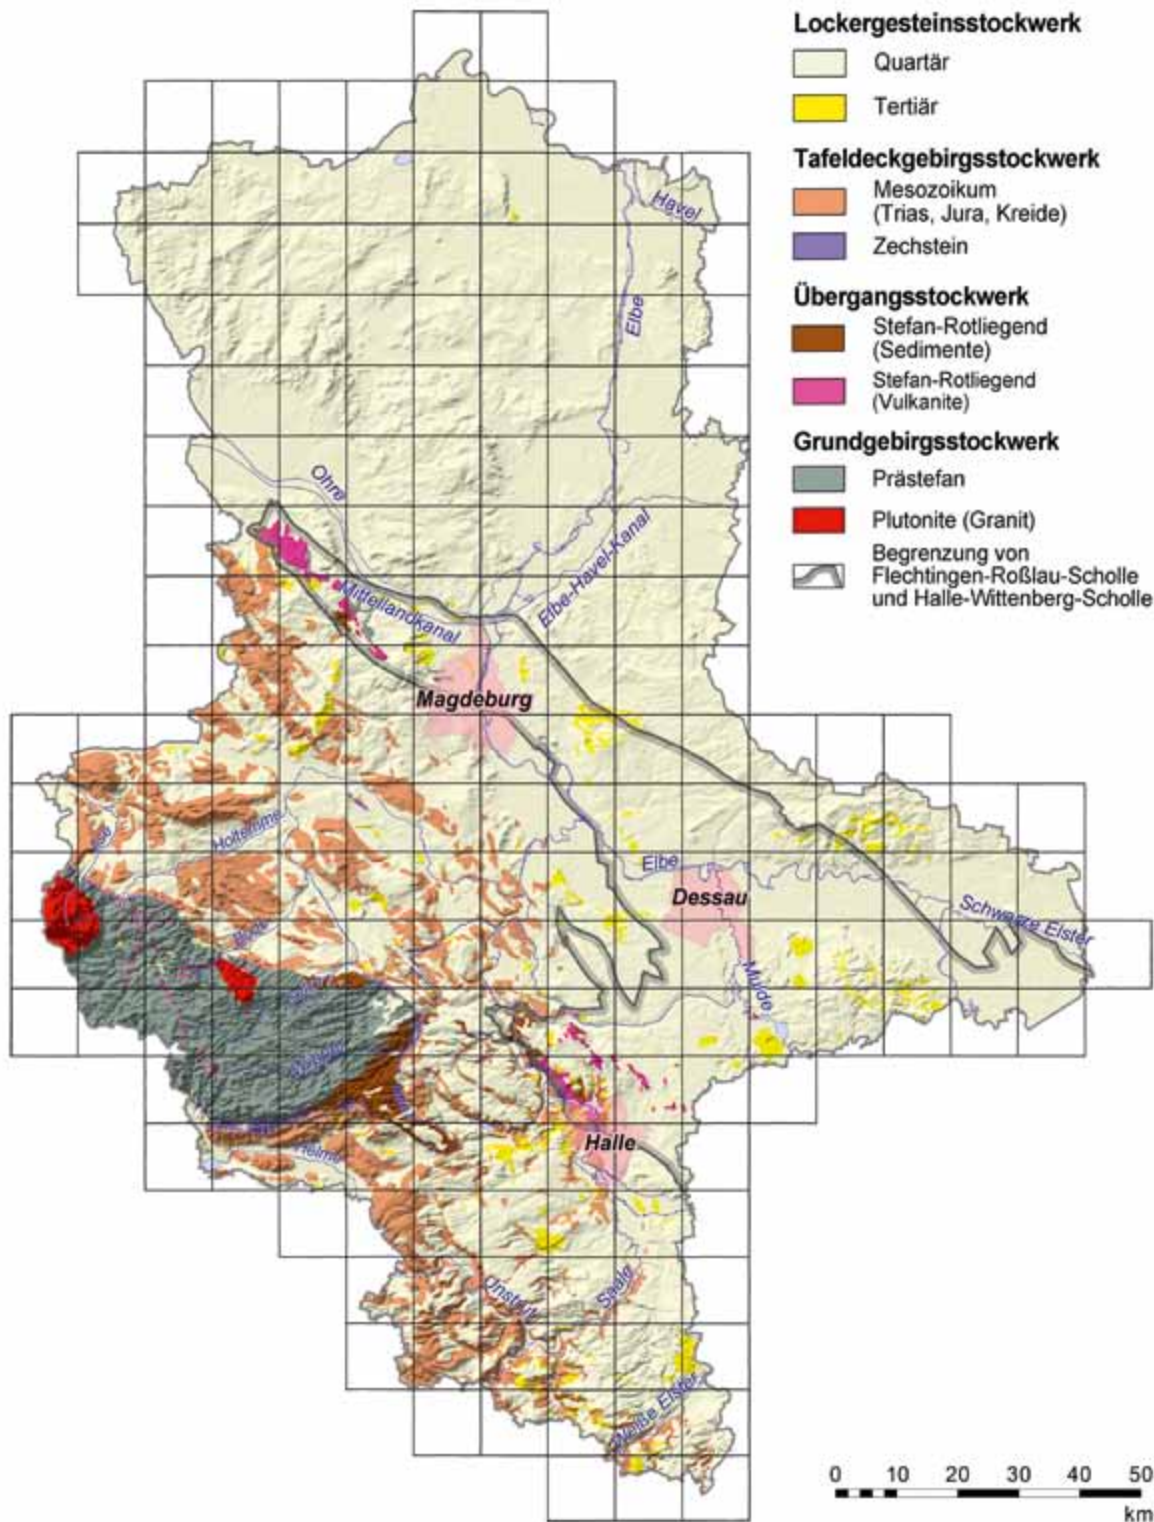 Lockergesteinsstockwerk
Quartär
Tertiär
Tafeldeckgebirgsstockwerk
Mesozoikum
(Trias, Jura, Kreide)
Zechstein
Übergangsstockwerk
Stefan-Rotliegend
(Sedimente)
Stefan-Rotliegend
(Vulkanite)
Grundgebirgsstockwerk
Prästefan
Plutonite (Granit)
Begrenzung von
Flechtingen-Roßlau-Scholle
und Halle-Wittenberg-Scholle
Havel
Elbe
Ohre
Elbe-Havel-Kanal
Mittellandkanal
Magdeburg
Holtemme
Elbe
Dessau
Schwarze Elster
Bode
Mulde
Halle
Helme
Unstrut
Saale
Weiße Elster
0 10 20 30 40 50
km